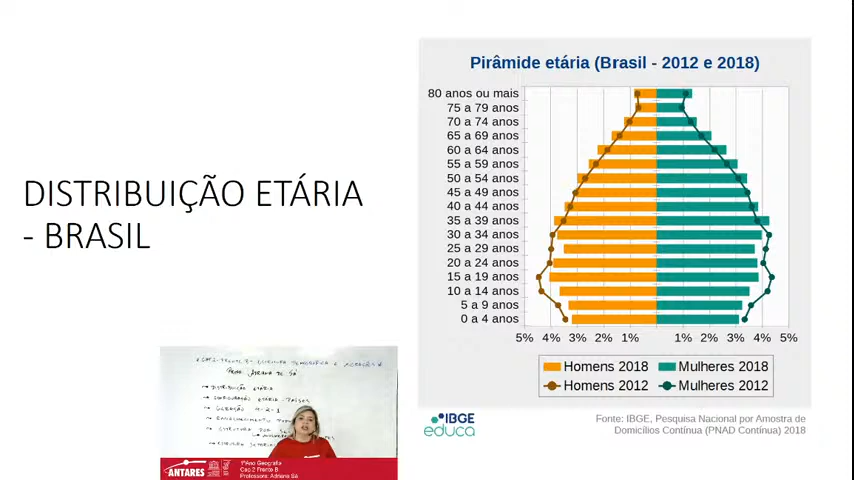 DISTRIBUIÇÃO ETÁRIA
- BRASIL
Pirâmide etária (Brasil - 2012 e 2018)
80 anos ou mais
75 a 79 anos
70 a 74 anos
65 a 69 anos
60 a 64 anos
55 a 59 anos
50 a 54 anos
45 a 49 anos
40 a 44 anos
35 a 39 anos
30 a 34 anos
25 a 29 anos
20 a 24 anos
15 a 19 anos
10 a 14 anos
5 a 9 anos
0 a 4 anos
5% 4% 3% 2% 1% 1% 2% 3% 4% 5%
Homens 2018 Mulheres 2018
Homens 2012 Mulheres 2012
IBGE
educa
Fonte: IBGE, Pesquisa Nacional por Amostra de
Domicílios Contínua (PNAD Contínua) 2018
DISTRIBUIÇÃO ETÁRIA
ESTRUTURA POR
ANTARES
1ªAno Geografia
Cap 2 Frente B
Professora: Adriana SÁ